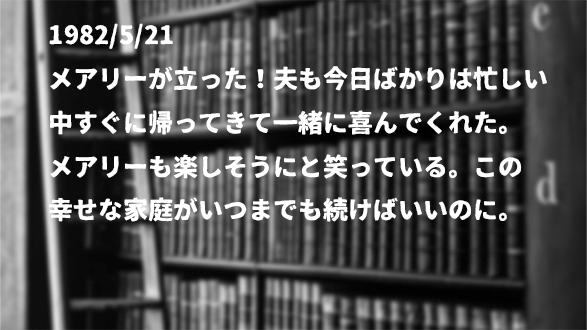 1982/5/21
メアリーが立った！夫も今日ばかりは忙しい
中すぐに帰ってきて一緒に喜んでくれた。
メアリーも楽しそうにと笑っている。この
幸せな家庭がいつまでも続けばいいのに。
e
d